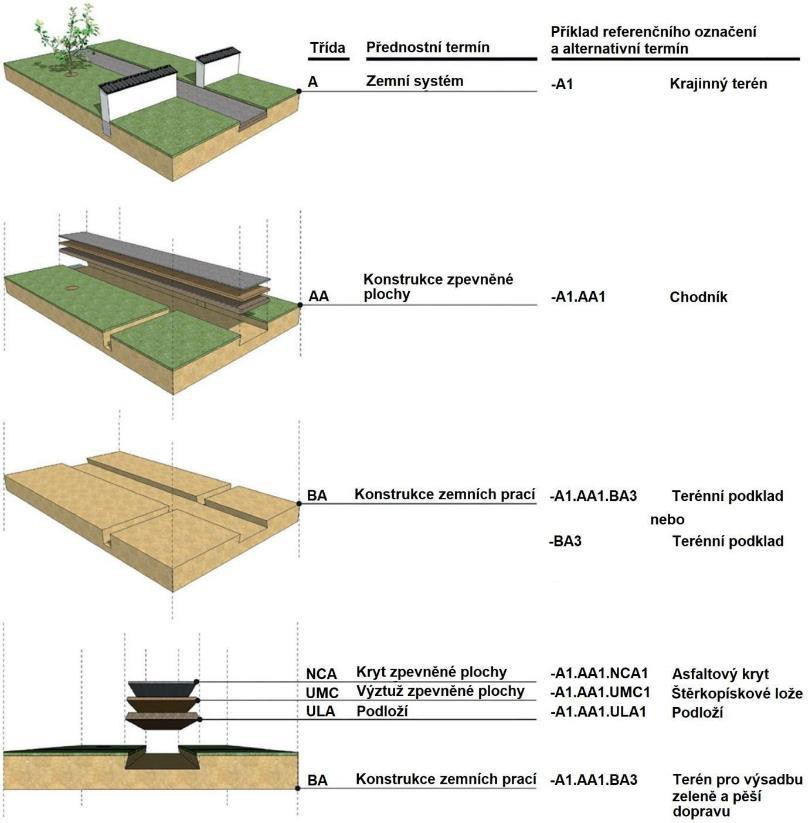 Třída Přednostní termín Příklad referenčního označení
a alternativní termín
A Zemní systém -A1 Krajinný terén
AA Konstrukce zpevněné
plochy -A1.AA1 Chodník
BA Konstrukce zemních prací -A1.AA1.BA3 Terénní podklad
nebo
-BA3 Terénní podklad
NCA Kryt zpevněné plochy -A1.AA1.NCA1 Asfaltový kryt
UMC Výztuž zpevněné plochy -A1.AA1.UMC1 Štěrkopískové lože
ULA Podloží -A1.AA1.ULA1 Podloží
BA Konstrukce zemních prací -A1.AA1.BA3 Terén pro výsadbu
zeleně a pěší
dopravu